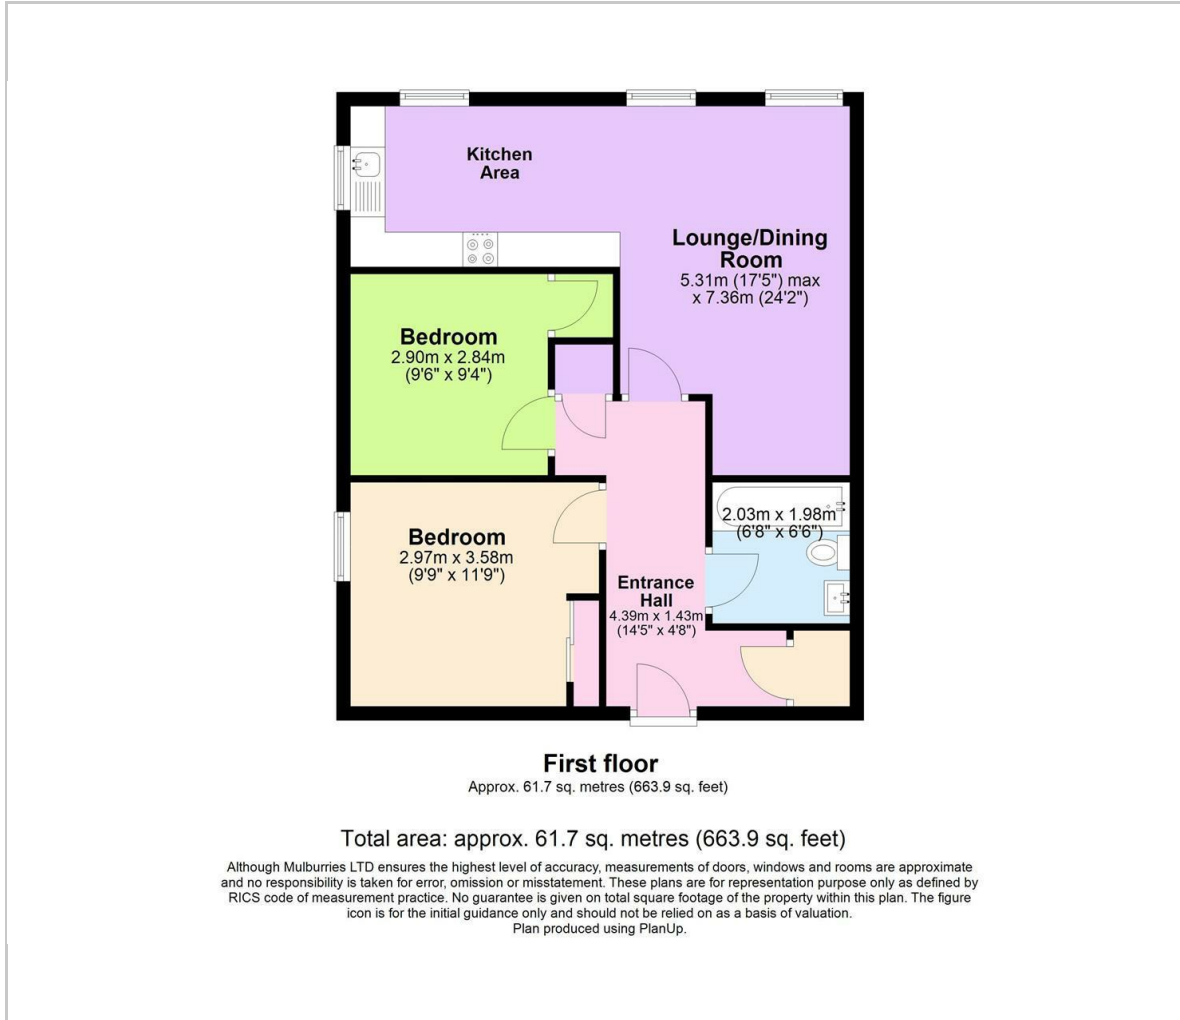 Kitchen
Area
Lounge/Dining
Room
5.31m (17'5") max
x 7.36m (24'2")
Bedroom
2.90m x 2.84m
(9'6" x 9'4")
Bedroom
2.97m x 3.58m
(9'9" x 11'9")
2.03m x 1.98m
(6'8" x 6'6")
Entrance
Hall
4.39m x 1.43m
(14'5" x 4'8")
First floor
Approx. 61.7 sq. metres (663.9 sq. feet)
Total area: approx. 61.7 sq. metres (663.9 sq. feet)
Although Mulburries LTD ensures the highest level of accuracy, measurements of doors, windows and rooms are approximate
and no responsibility is taken for error, omission or misstatement. These plans are for representation purpose only as defined by
RICS code of measurement practice. No guarantee is given on total square footage of the property within this plan. The figure
icon is for the initial guidance only and should not be relied on as a basis of valuation.
Plan produced using PlanUp.